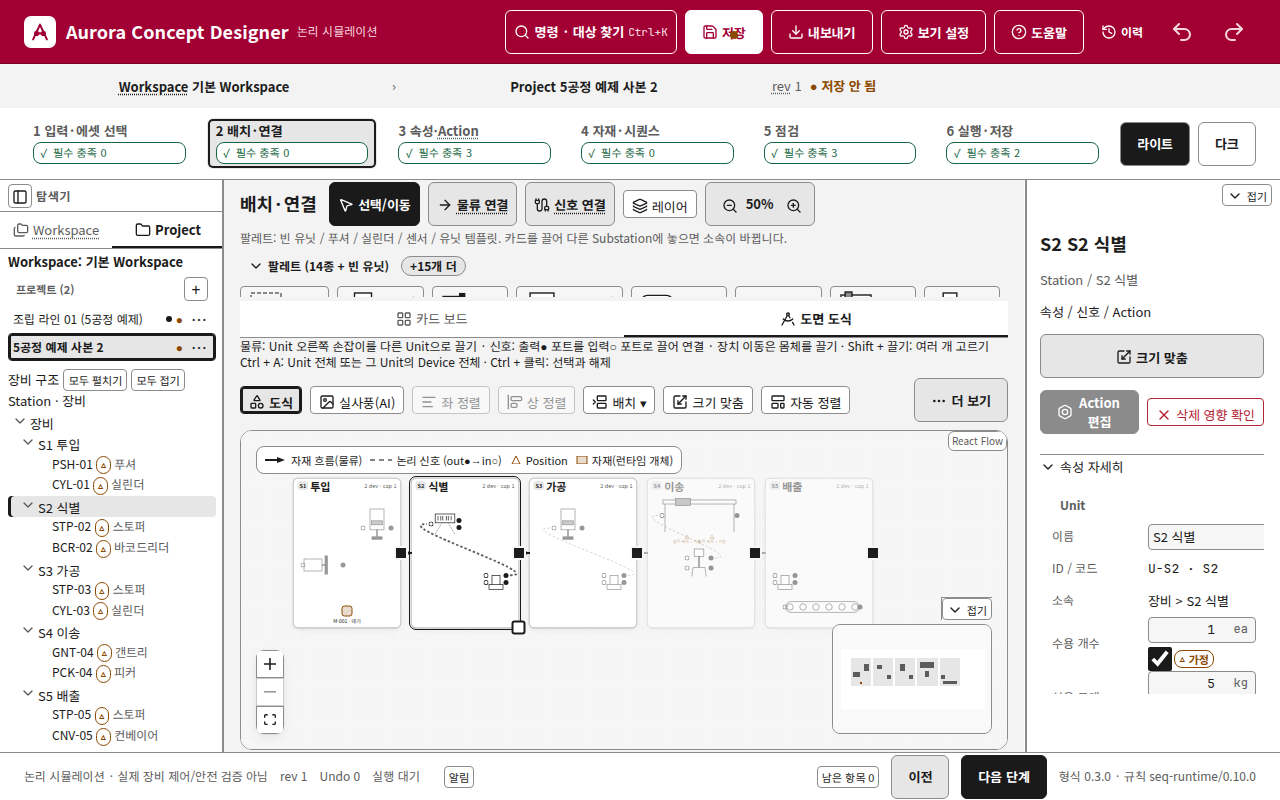 Aurora Concept Designer 논리 시뮬레이션
명령 · 대상 찾기 Ctrl+K
저장
내보내기
보기 설정
도움말
이력
Workspace 기본 Workspace
›
Project 5공정 예제 사본 2
rev 1 ● 저장 안 됨
1 입력·에셋 선택
✓ 필수 충족 0
2 배치·연결
✓ 필수 충족 0
3 속성·Action
✓ 필수 충족 3
4 자재·시퀀스
✓ 필수 충족 0
5 점검
✓ 필수 충족 3
6 실행·저장
✓ 필수 충족 2
라이트
다크
탐색기
Workspace
Project
Workspace: 기본 Workspace
프로젝트 (2)
+
조립 라인 01 (5공정 예제) ● ● ···
5공정 예제 사본 2 ● ···
장비 구조 모두 펼치기 모두 접기
Station · 장비
장비
S1 투입
PSH-01 푸셔
CYL-01 실린더
S2 식별
STP-02 스토퍼
BCR-02 바코드리더
S3 가공
STP-03 스토퍼
CYL-03 실린더
S4 이송
GNT-04 갠트리
PCK-04 피커
S5 배출
STP-05 스토퍼
CNV-05 컨베이어
배치·연결
선택/이동
물류 연결
신호 연결
레이어
50%
팔레트: 빈 유닛 / 푸셔 / 실린더 / 센서 / 유닛 템플릿. 카드를 끌어 다른 Substation에 놓으면 소속이 바뀝니다.
팔레트 (14종 + 빈 유닛) +15개 더
카드 보드
도면 도식
물류: Unit 오른쪽 손잡이를 다른 Unit으로 끌기 · 신호: 출력● 포트를 입력○ 포트로 끌어 연결 · 장치 이동은 몸체를 끌기 · Shift + 끌기: 여러 개 고르기
Ctrl + A: Unit 전체 또는 그 Unit의 Device 전체 · Ctrl + 클릭: 선택과 해제
도식
실사풍(AI)
좌 정렬
상 정렬
배치 ▾
크기 맞춤
자동 정렬
··· 더 보기
React Flow
자재 흐름(물류) 논리 신호 (out●→in○) △ Position 자재(런타임 개체)
S1 투입 2 dev · cap 1
S2 식별 2 dev · cap 1
S3 가공 2 dev · cap 1
S4 이송 2 dev · cap 1
S5 배출 2 dev · cap 1
M-001 · 대기
접기
접기
S2 S2 식별
Station / S2 식별
속성 / 신호 / Action
크기 맞춤
Action
편집
삭제 영향 확인
속성 자세히
Unit
이름 S2 식별
ID / 코드 U-S2 · S2
소속 장비 > S2 식별
수용 개수 1 ea
△ 가정
5 kg
논리 시뮬레이션 · 실제 장비 제어/안전 검증 아님 rev 1 Undo 0 실행 대기
알림
남은 항목 0
이전
다음 단계
형식 0.3.0 · 규칙 seq-runtime/0.10.0